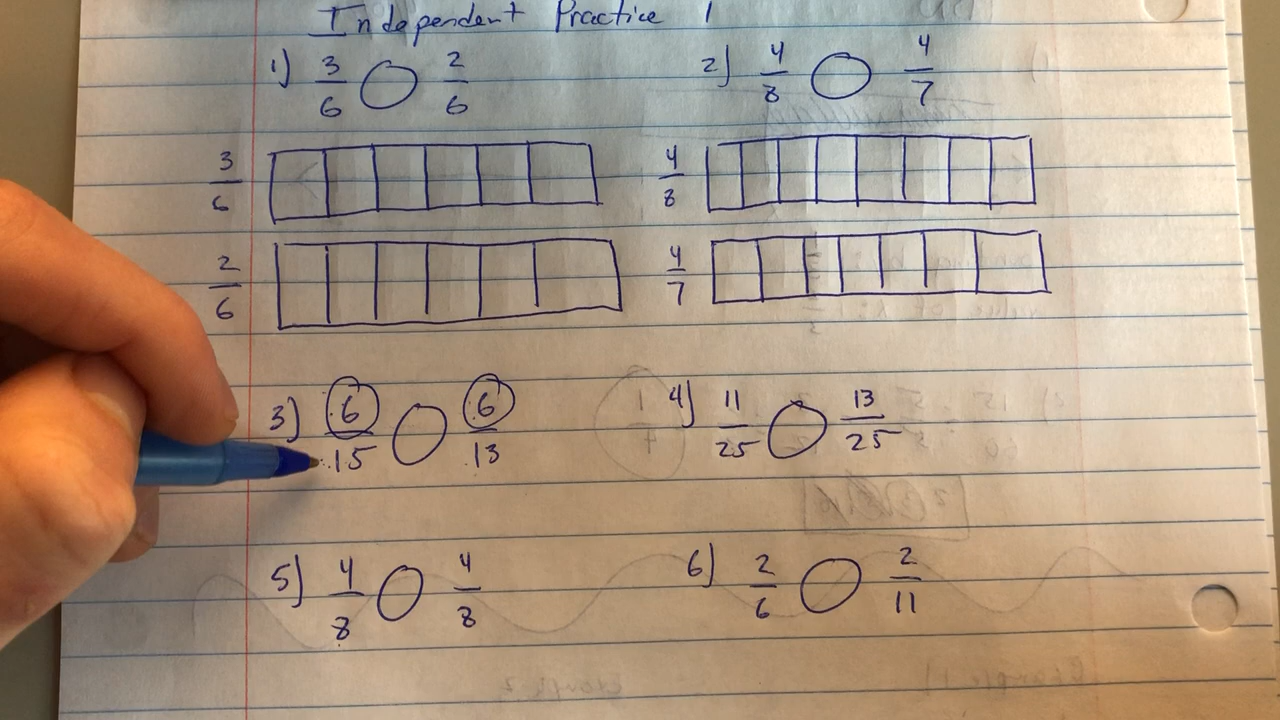 Independent Practice 1
1) 3/6 ○ 2/6
2) 4/8 ○ 4/7
3/6
4/8
2/6
4/7
3) 6/15 ○ 6/13
4) 11/25 ○ 13/25
5) 4/8 ○ 4/8
6) 2/6 ○ 2/11